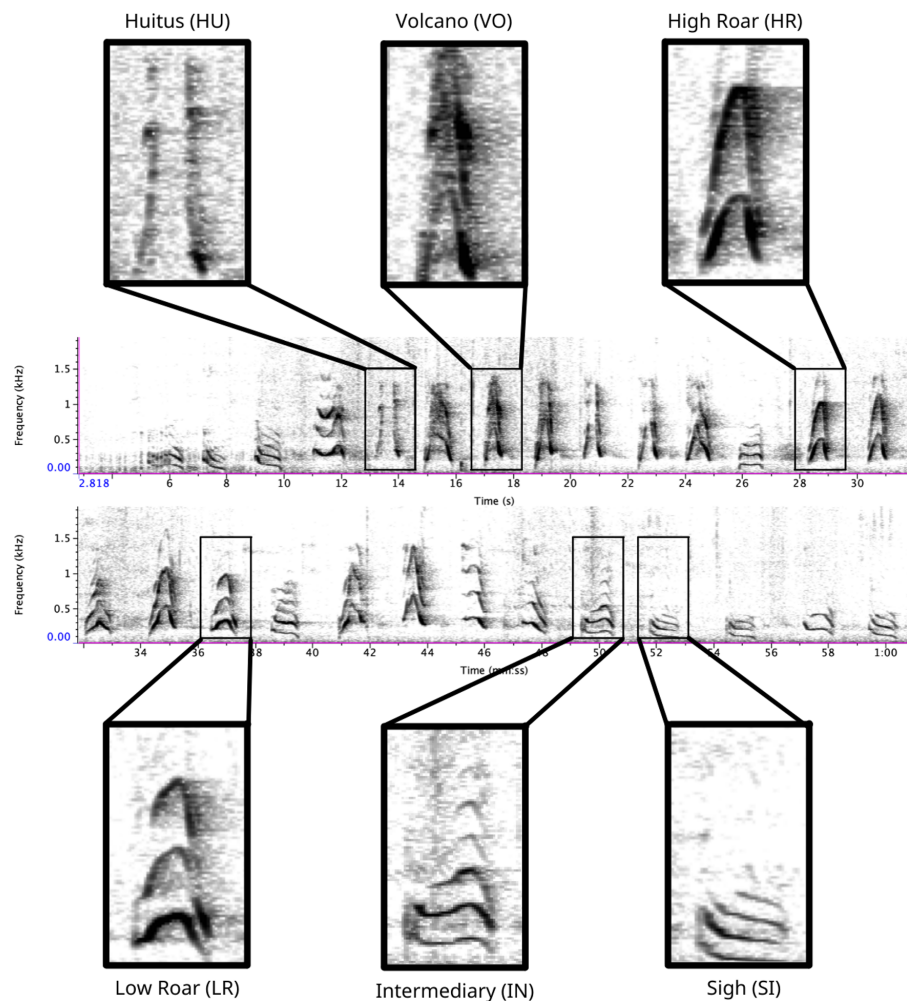 Huitus (HU) Volcano (VO) High Roar (HR)
Frequency (kHz)
1.5
1
0.5
0.00
2.818 6 8 10 12 14 16 18 20 22 24 26 28 30
Time (s)
Frequency (kHz)
1.5
1
0.5
0.00
34 36 38 40 42 44 46 48 50 52 54 56 58 1:00
Time (mm:ss)
Low Roar (LR) Intermediary (IN) Sigh (SI)